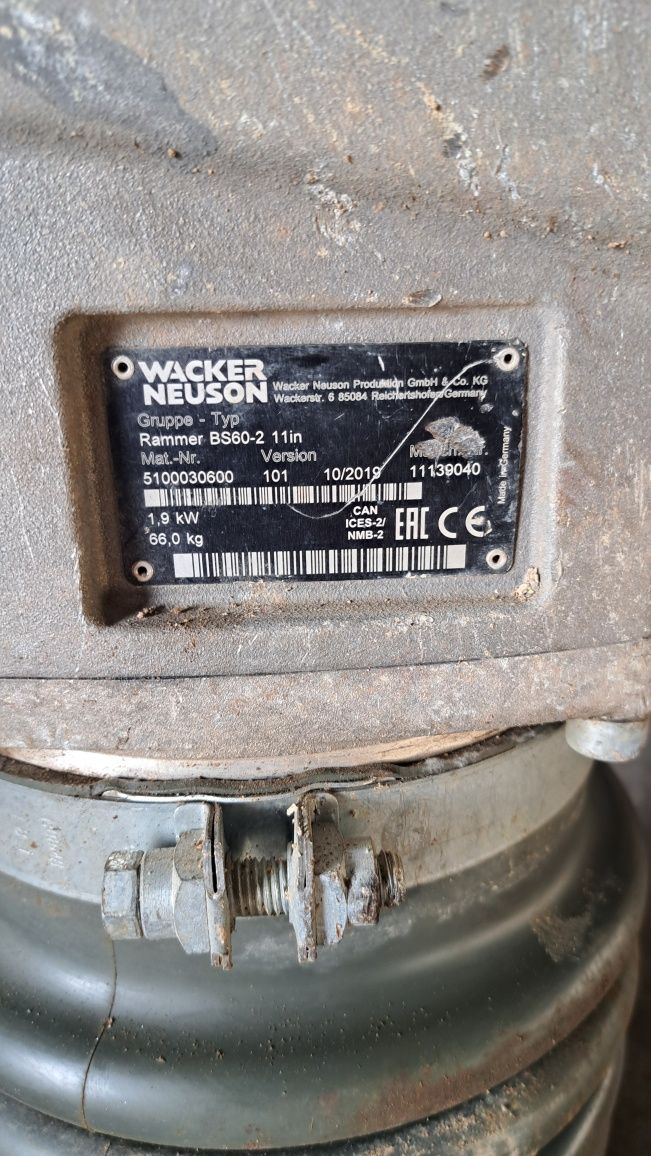 WACKER
NEUSON
Wacker Neuson Produktion GmbH & Co. KG
Wackerstr. 6 85084 Reichertshofen/Germany
Gruppe - Typ
Rammer BS60-2 11in
Mat.-Nr. Version
5100030600 101 10/2019 11139040
1,9 kW
66,0 kg
CAN
ICES-2/
NMB-2
EAC CE
Made in Germany